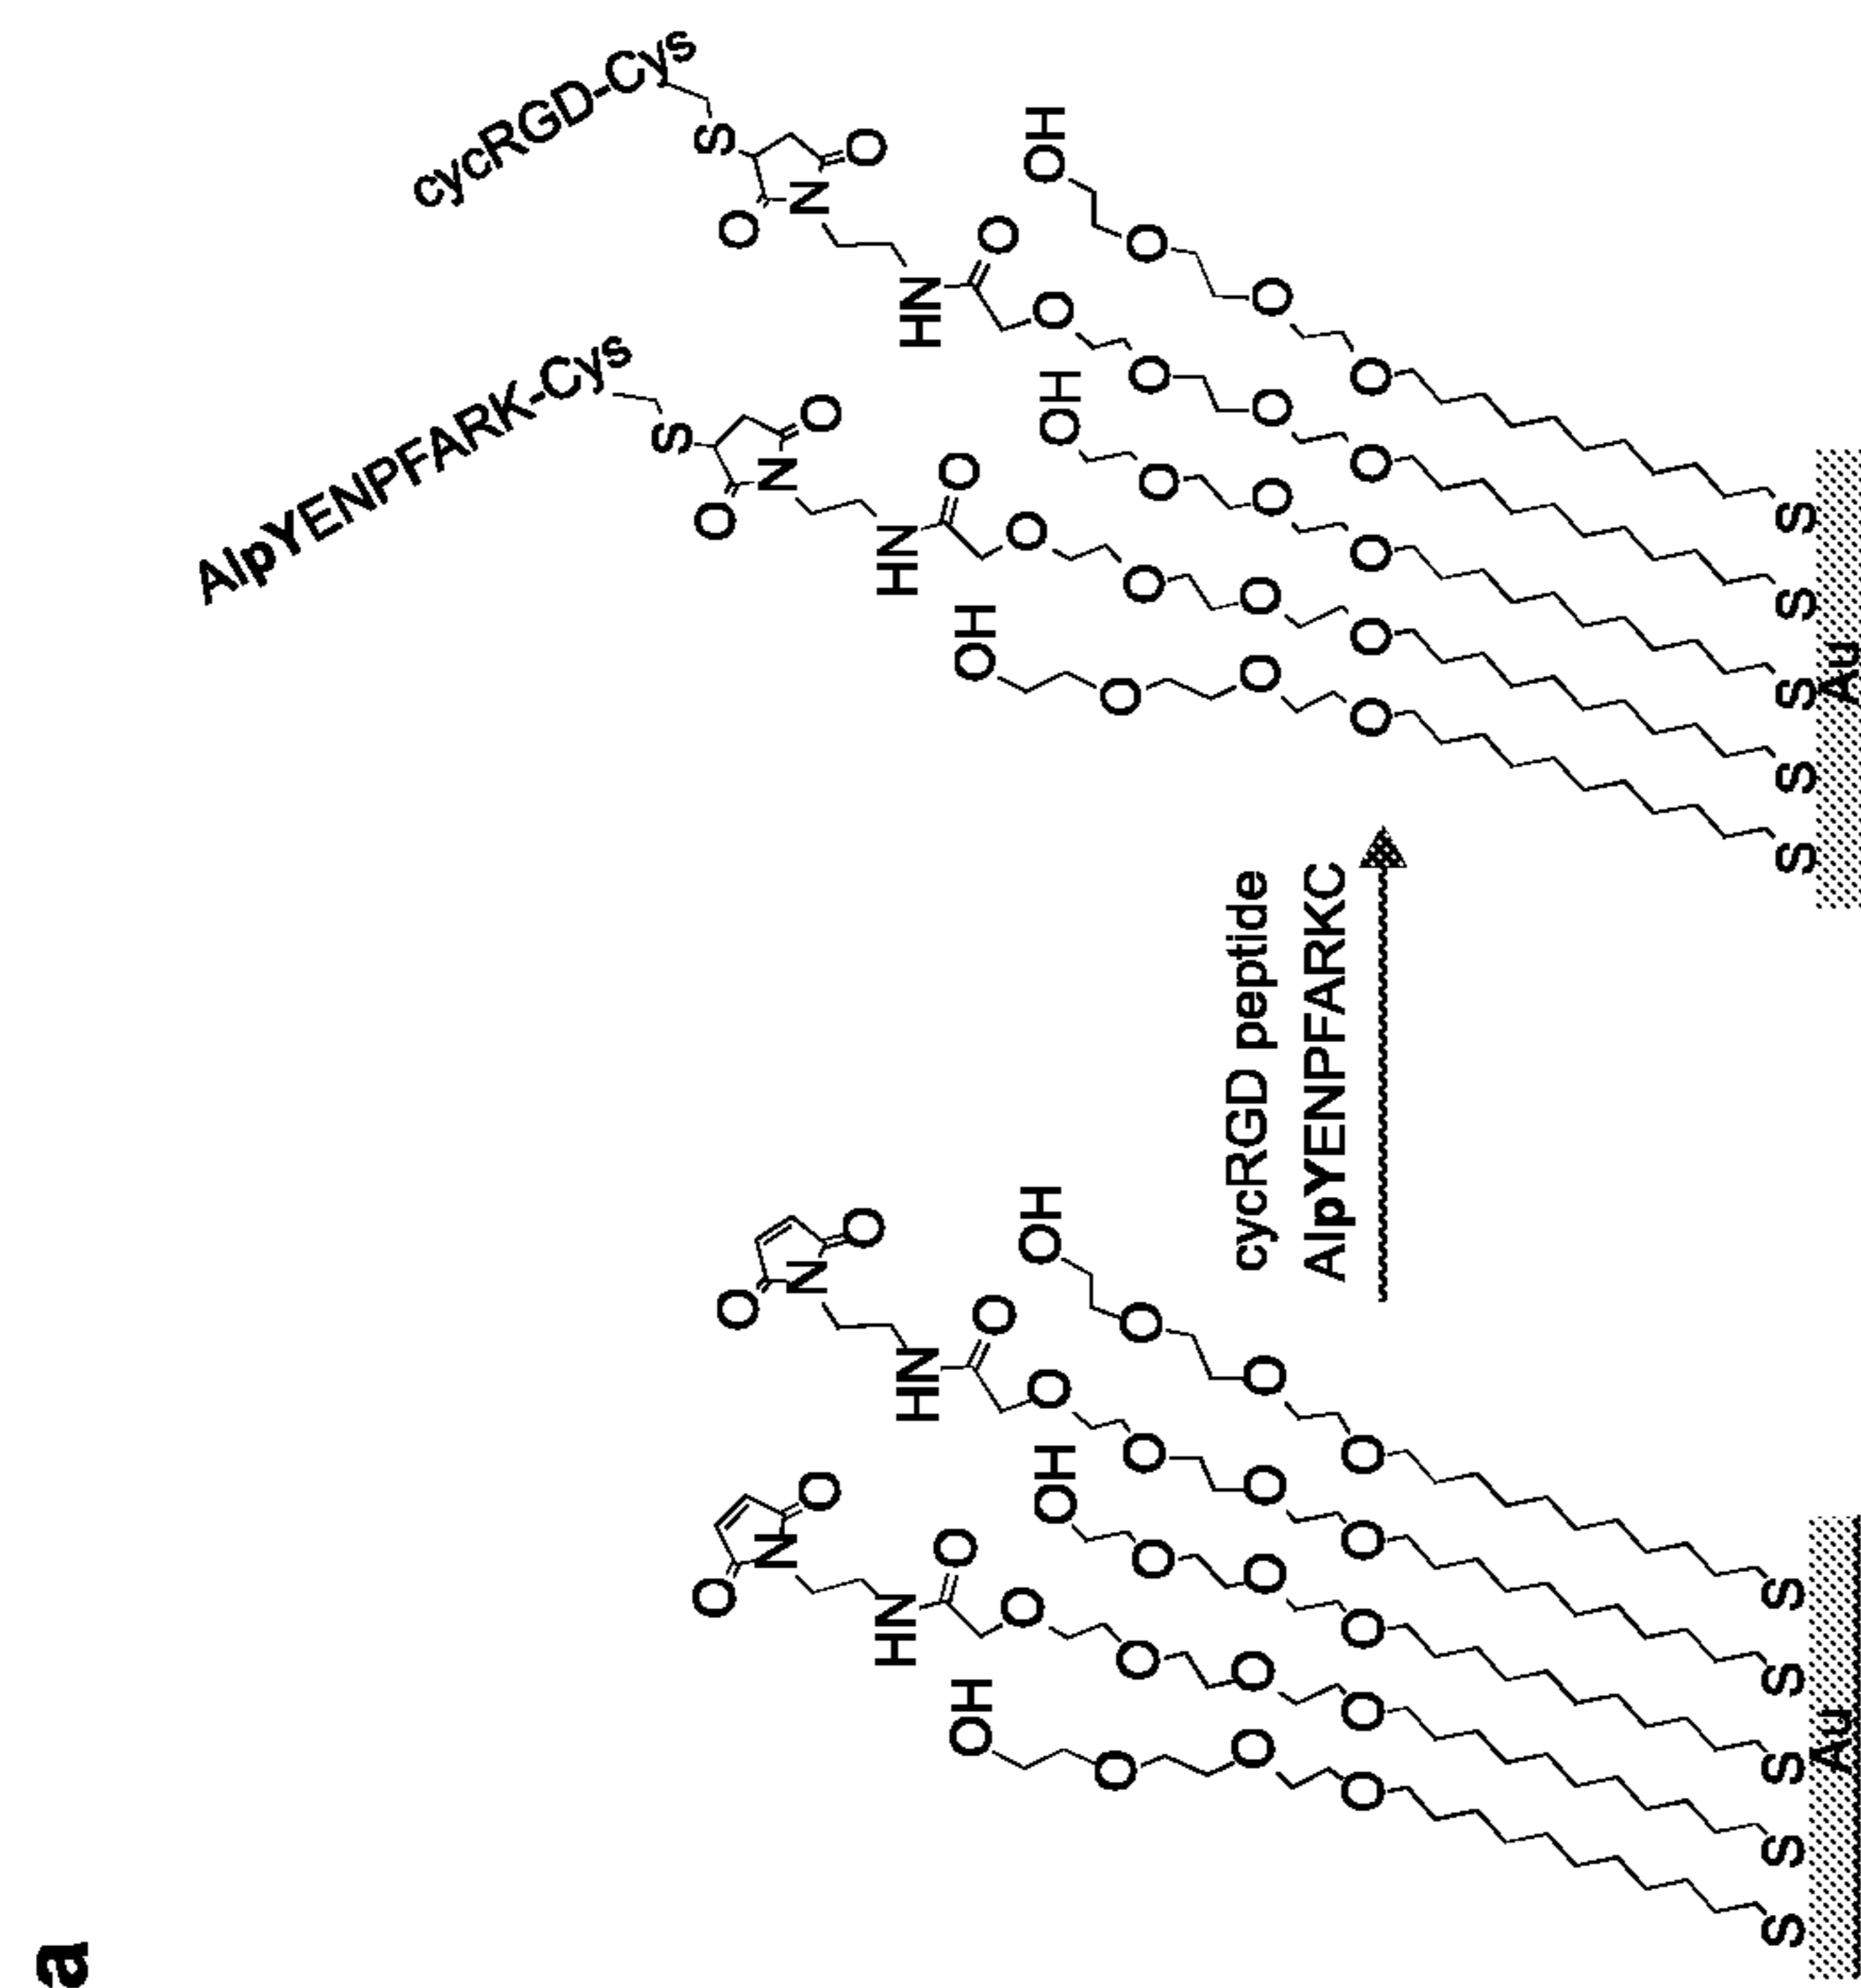 a
O O
N N
O O
HN HN
O O
OH O OH O OH
O O O O O
O O O O O
O O O O O
S S S S S
Au
cycRGD peptide
AlpYENPFARKC
AlpYENPFARK-Cys
cycRGD-Cys
S S
O O
N N
O O
HN HN
O O
OH O OH O OH
O O O O O
O O O O O
O O O O O
S S S S S
Au